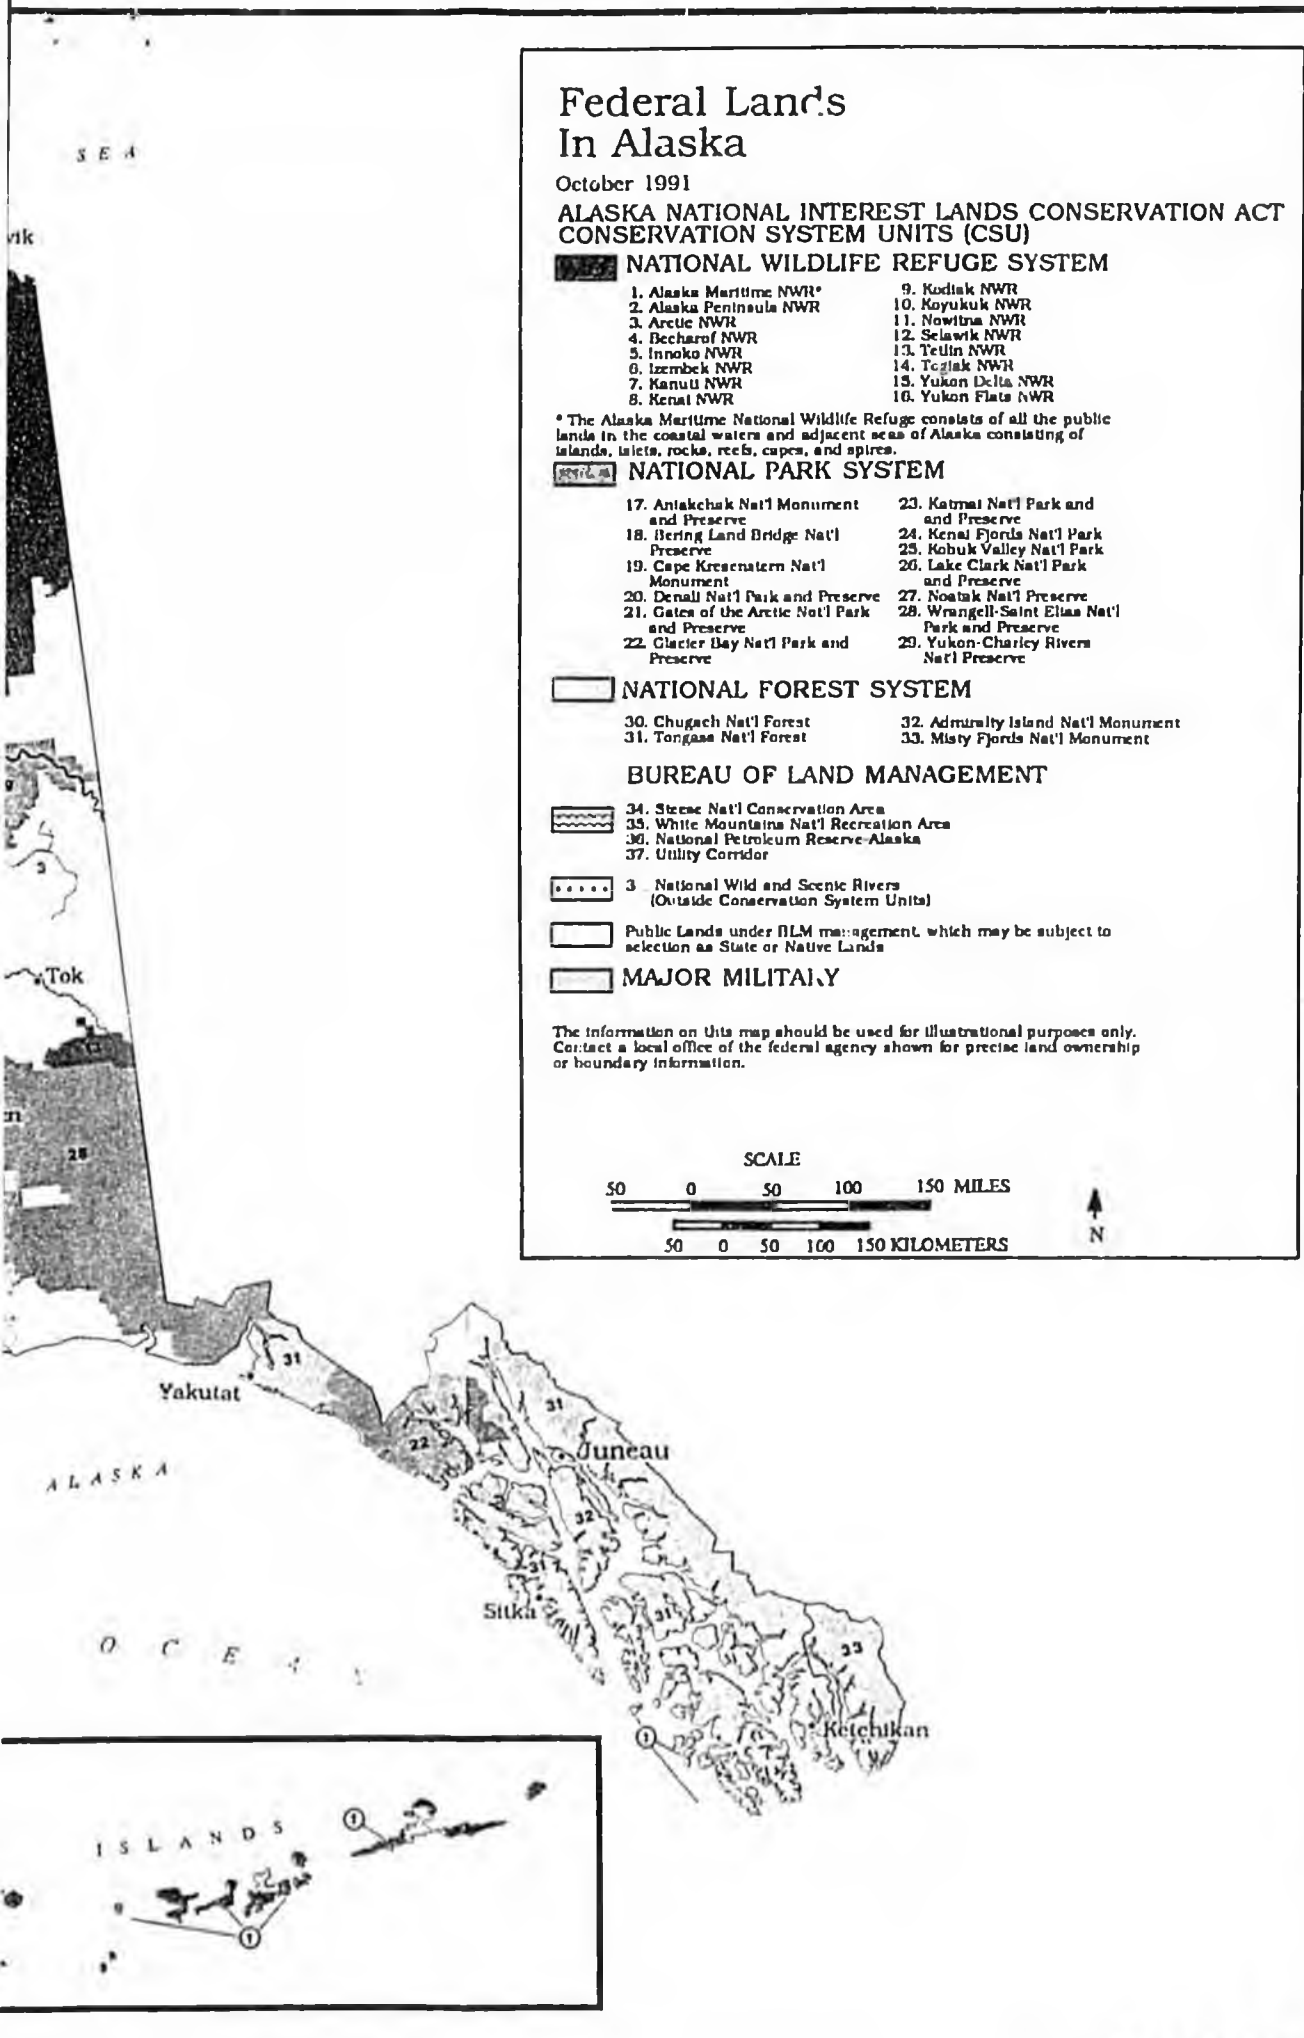 Federal Lands
In Alaska
October 1991
ALASKA NATIONAL INTEREST LANDS CONSERVATION ACT
CONSERVATION SYSTEM UNITS (CSU)
NATIONAL WILDLIFE REFUGE SYSTEM
1. Alaska Maritime NWR*
2. Alaska Peninsula NWR
3. Arctic NWR
4. Becharof NWR
5. Innoko NWR
6. Izembek NWR
7. Kanuti NWR
8. Kenai NWR
9. Kodiak NWR
10. Koyukuk NWR
11. Nowitna NWR
12. Selawik NWR
13. Tetlin NWR
14. Togiak NWR
15. Yukon Delta NWR
16. Yukon Flats NWR
* The Alaska Maritime National Wildlife Refuge consists of all the public
lands in the coastal waters and adjacent seas of Alaska consisting of
islands, islets, rocks, reefs, capes, and spires.
NATIONAL PARK SYSTEM
17. Aniakchak Nat'l Monument
and Preserve
18. Bering Land Bridge Nat'l
Preserve
19. Cape Krusenstern Nat'l
Monument
20. Denali Nat'l Park and Preserve
21. Gates of the Arctic Nat'l Park
and Preserve
22. Glacier Bay Nat'l Park and
Preserve
23. Katmai Nat'l Park and
and Preserve
24. Kenai Fjords Nat'l Park
25. Kobuk Valley Nat'l Park
26. Lake Clark Nat'l Park
and Preserve
27. Noatak Nat'l Preserve
28. Wrangell-Saint Elias Nat'l
Park and Preserve
29. Yukon-Charley Rivers
Nat'l Preserve
NATIONAL FOREST SYSTEM
30. Chugach Nat'l Forest
31. Tongass Nat'l Forest
32. Admiralty Island Nat'l Monument
33. Misty Fjords Nat'l Monument
BUREAU OF LAND MANAGEMENT
34. Steese Nat'l Conservation Area
35. White Mountains Nat'l Recreation Area
36. National Petroleum Reserve-Alaska
37. Utility Corridor
3 National Wild and Scenic Rivers
(Outside Conservation System Units)
Public Lands under BLM management, which may be subject to
selection as State or Native Lands
MAJOR MILITARY
The information on this map should be used for illustrational purposes only.
Contact a local office of the federal agency shown for precise land ownership
or boundary information.
SCALE
50 0 50 100 150 MILES
50 0 50 100 150 KILOMETERS
N
SEA
vik
3
Tok
13
en
28
31
Yakutat
22
31
Juneau
32
31
Sitka
31
33
Ketchikan
1
ALASKA
OCEA
ISLANDS
1
9
1